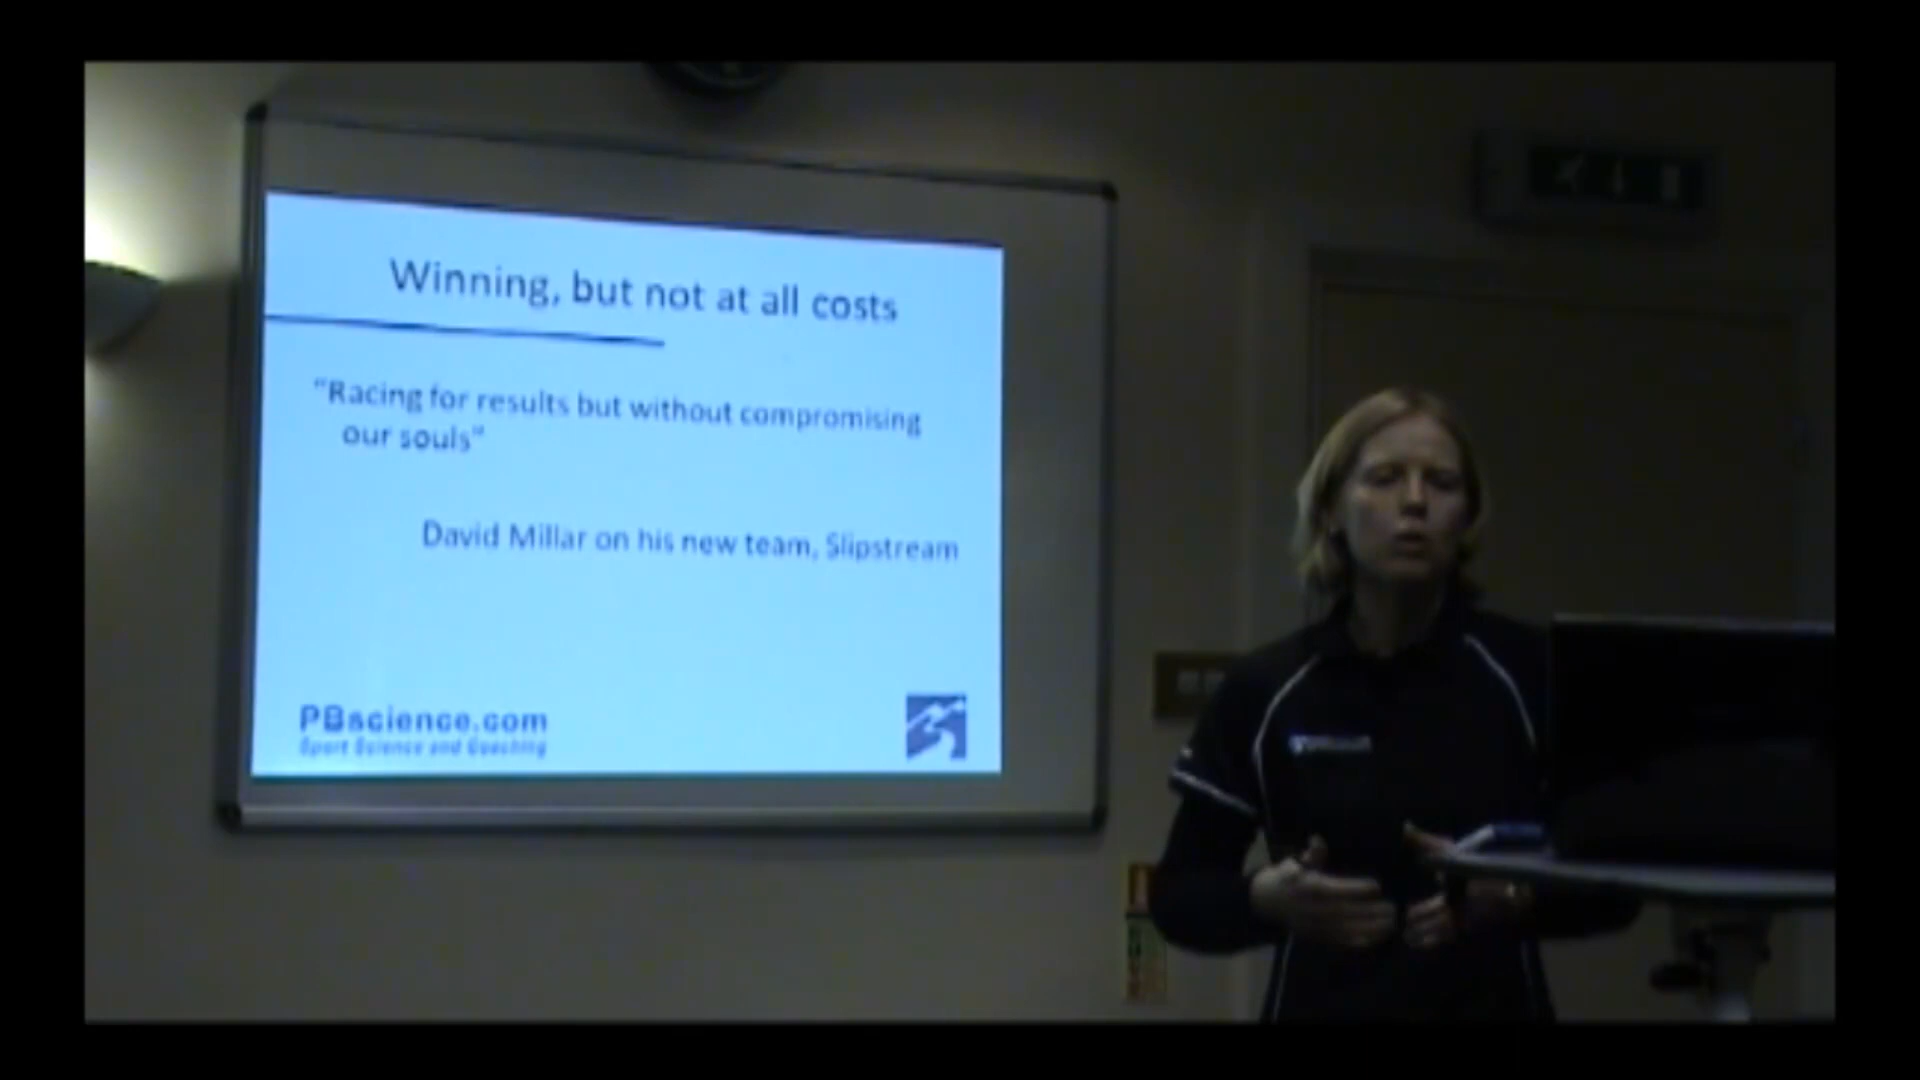 Winning, but not at all costs
“Racing for results but without compromising
our souls”
David Millar on his new team, Slipstream
PBscience.com
Sport Science and Coaching